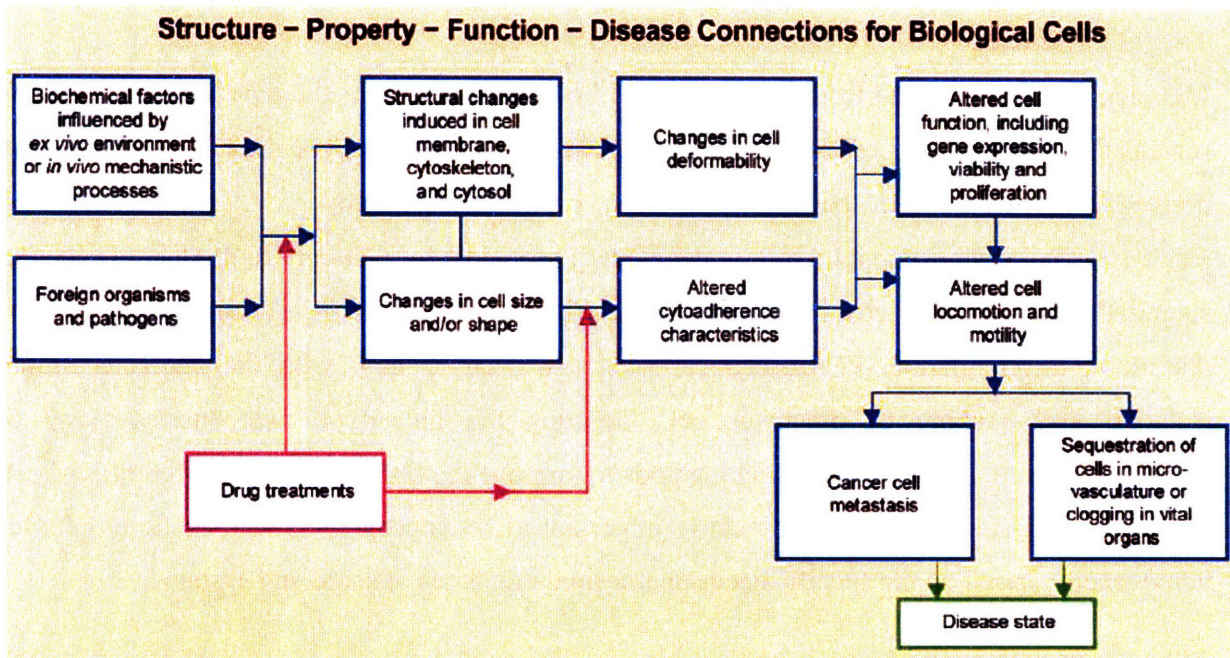 Structure – Property – Function – Disease Connections for Biological Cells
Biochemical factors
influenced by
ex vivo environment
or in vivo mechanistic
processes
Structural changes
induced in cell
membrane,
cytoskeleton,
and cytosol
Changes in cell
deformability
Altered cell
function, including
gene expression,
viability and
proliferation
Foreign organisms
and pathogens
Changes in cell size
and/or shape
Altered
cytoadherence
characteristics
Altered cell
locomotion and
motility
Drug treatments
Cancer cell
metastasis
Sequestration of
cells in micro-
vasculature or
clogging in vital
organs
Disease state